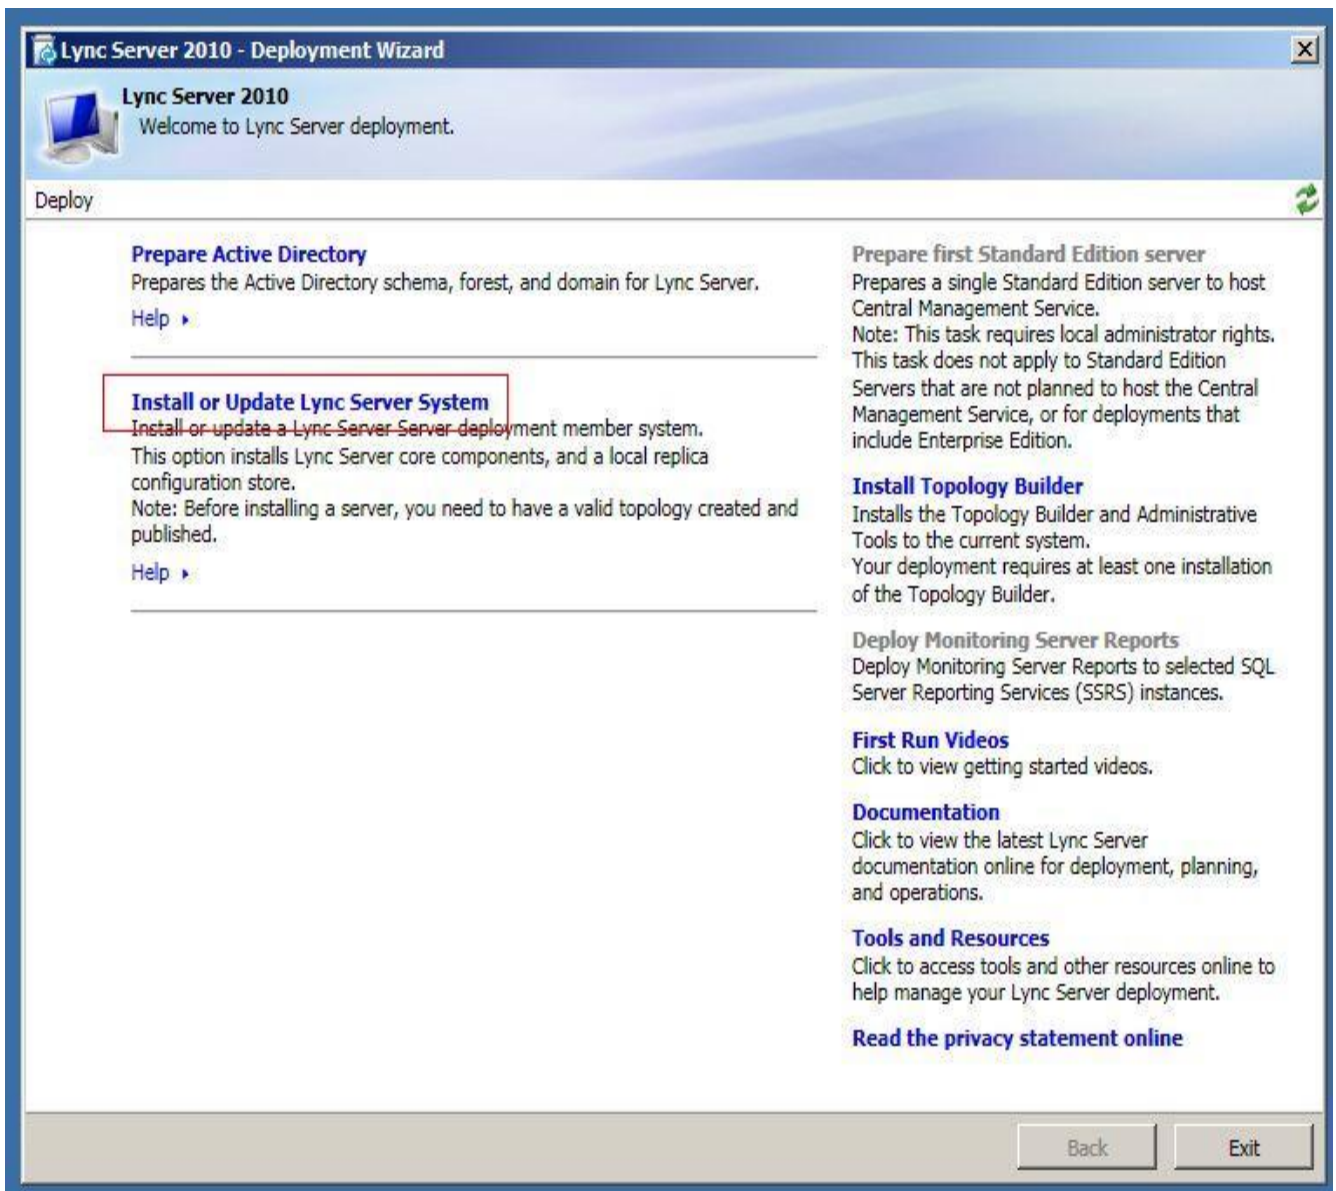 Lync Server 2010 - Deployment Wizard
Lync Server 2010
Welcome to Lync Server deployment.
Deploy
Prepare Active Directory
Prepares the Active Directory schema, forest, and domain for Lync Server.
Help
Install or Update Lync Server System
Install or update a Lync Server Server deployment member system.
This option installs Lync Server core components, and a local replica
configuration store.
Note: Before installing a server, you need to have a valid topology created and
published.
Help
Prepare first Standard Edition server
Prepares a single Standard Edition server to host
Central Management Service.
Note: This task requires local administrator rights.
This task does not apply to Standard Edition
Servers that are not planned to host the Central
Management Service, or for deployments that
include Enterprise Edition.
Install Topology Builder
Installs the Topology Builder and Administrative
Tools to the current system.
Your deployment requires at least one installation
of the Topology Builder.
Deploy Monitoring Server Reports
Deploy Monitoring Server Reports to selected SQL
Server Reporting Services (SSRS) instances.
First Run Videos
Click to view getting started videos.
Documentation
Click to view the latest Lync Server
documentation online for deployment, planning,
and operations.
Tools and Resources
Click to access tools and other resources online to
help manage your Lync Server deployment.
Read the privacy statement online
Back
Exit